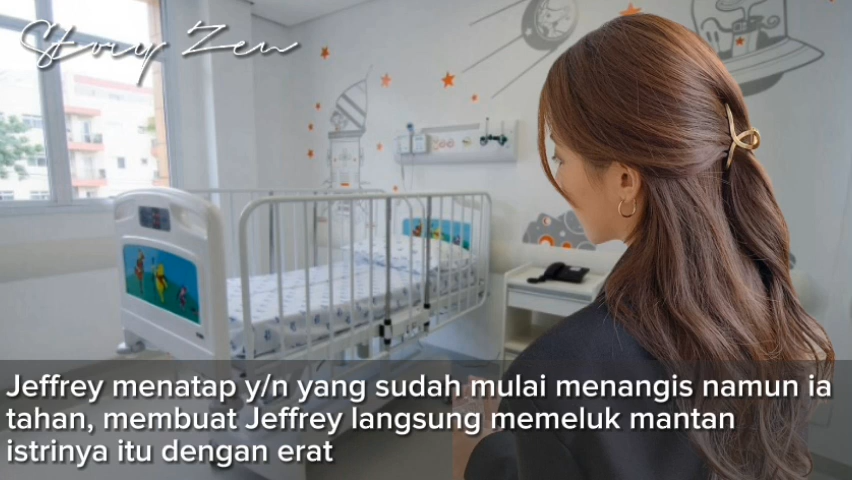 Story Zen
Jeffrey menatap y/n yang sudah mulai menangis namun ia
tahan, membuat Jeffrey langsung memeluk mantan
istrinya itu dengan erat